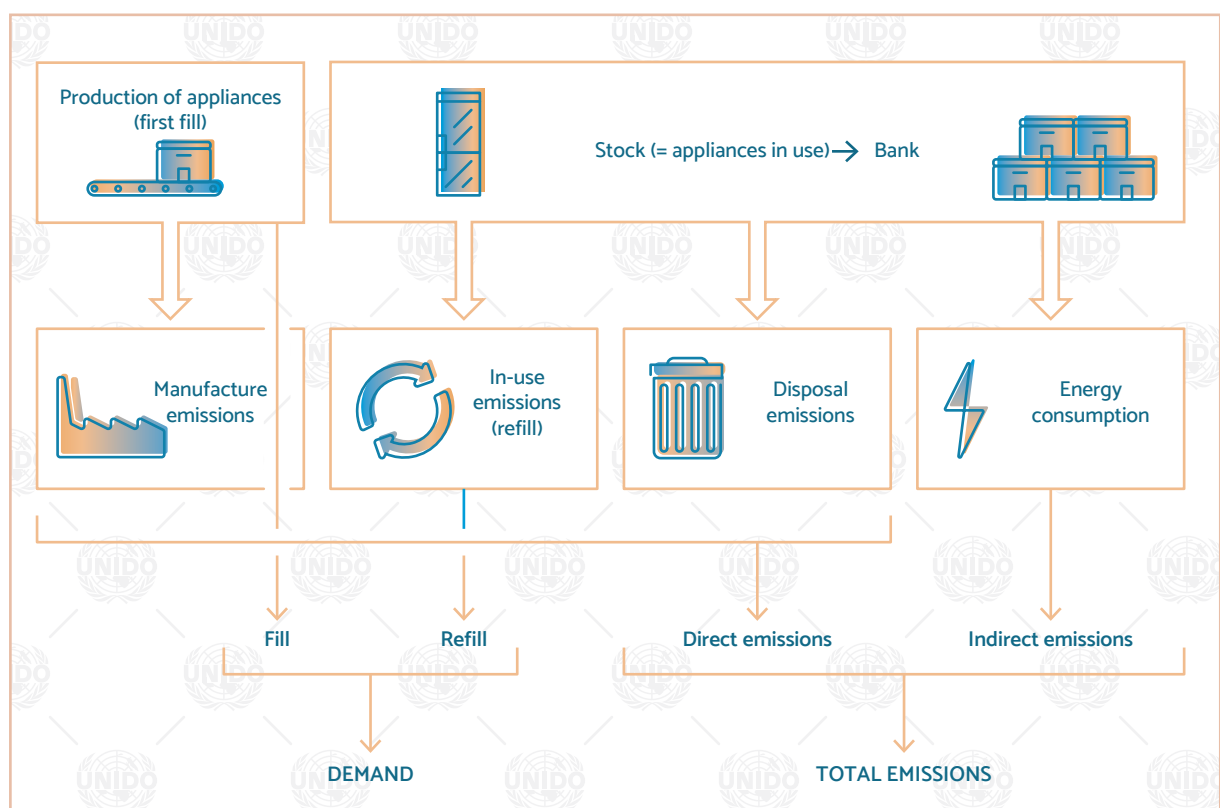 Production of appliances
(first fill)
Stock (= appliances in use) → Bank
Manufacture
emissions
In-use
emissions
(refill)
Disposal
emissions
Energy
consumption
Fill
Refill
Direct emissions
Indirect emissions
DEMAND
TOTAL EMISSIONS
UNIDO